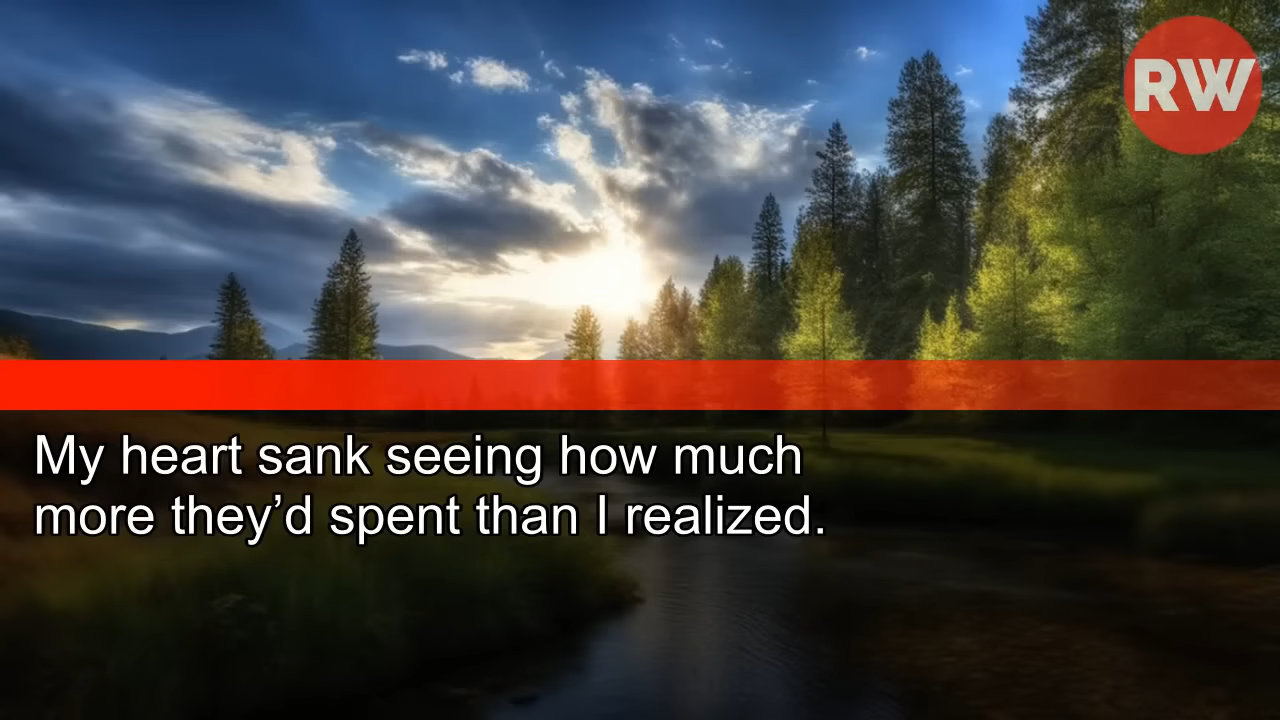 RW
My heart sank seeing how much
more they’d spent than I realized.